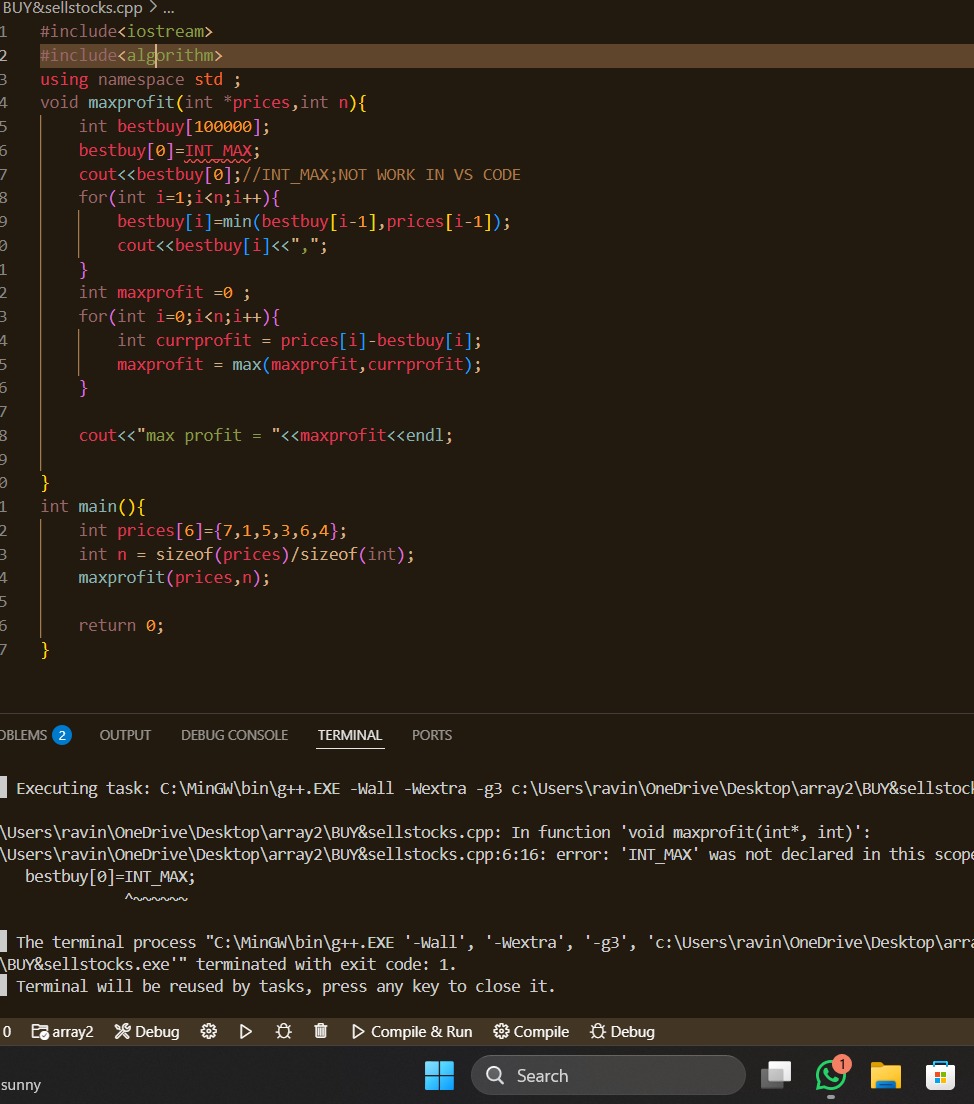 BUY&sellstocks.cpp > ...
1 #include<iostream>
2 #include<algorithm>
3 using namespace std ;
4 void maxprofit(int *prices,int n){
5 int bestbuy[100000];
6 bestbuy[0]=INT_MAX;
7 cout<<bestbuy[0];//INT_MAX;NOT WORK IN VS CODE
8 for(int i=1;i<n;i++){
9 bestbuy[i]=min(bestbuy[i-1],prices[i-1]);
0 cout<<bestbuy[i]<<",";
1 }
2 int maxprofit =0 ;
3 for(int i=0;i<n;i++){
4 int currprofit = prices[i]-bestbuy[i];
5 maxprofit = max(maxprofit,currprofit);
6 }
7
8 cout<<"max profit = "<<maxprofit<<endl;
9
0 }
1 int main(){
2 int prices[6]={7,1,5,3,6,4};
3 int n = sizeof(prices)/sizeof(int);
4 maxprofit(prices,n);
5
6 return 0;
7 }
OBLEMS 2 OUTPUT DEBUG CONSOLE TERMINAL PORTS
Executing task: C:\MinGW\bin\g++.EXE -Wall -Wextra -g3 c:\Users\ravin\OneDrive\Desktop\array2\BUY&sellstock
\Users\ravin\OneDrive\Desktop\array2\BUY&sellstocks.cpp: In function 'void maxprofit(int*, int)':
\Users\ravin\OneDrive\Desktop\array2\BUY&sellstocks.cpp:6:16: error: 'INT_MAX' was not declared in this scope
bestbuy[0]=INT_MAX;
^~~~~~~
The terminal process "C:\MinGW\bin\g++.EXE '-Wall', '-Wextra', '-g3', 'c:\Users\ravin\OneDrive\Desktop\arra
\BUY&sellstocks.exe'" terminated with exit code: 1.
Terminal will be reused by tasks, press any key to close it.
0 array2 Debug Compile & Run Compile Debug
Search 1
sunny